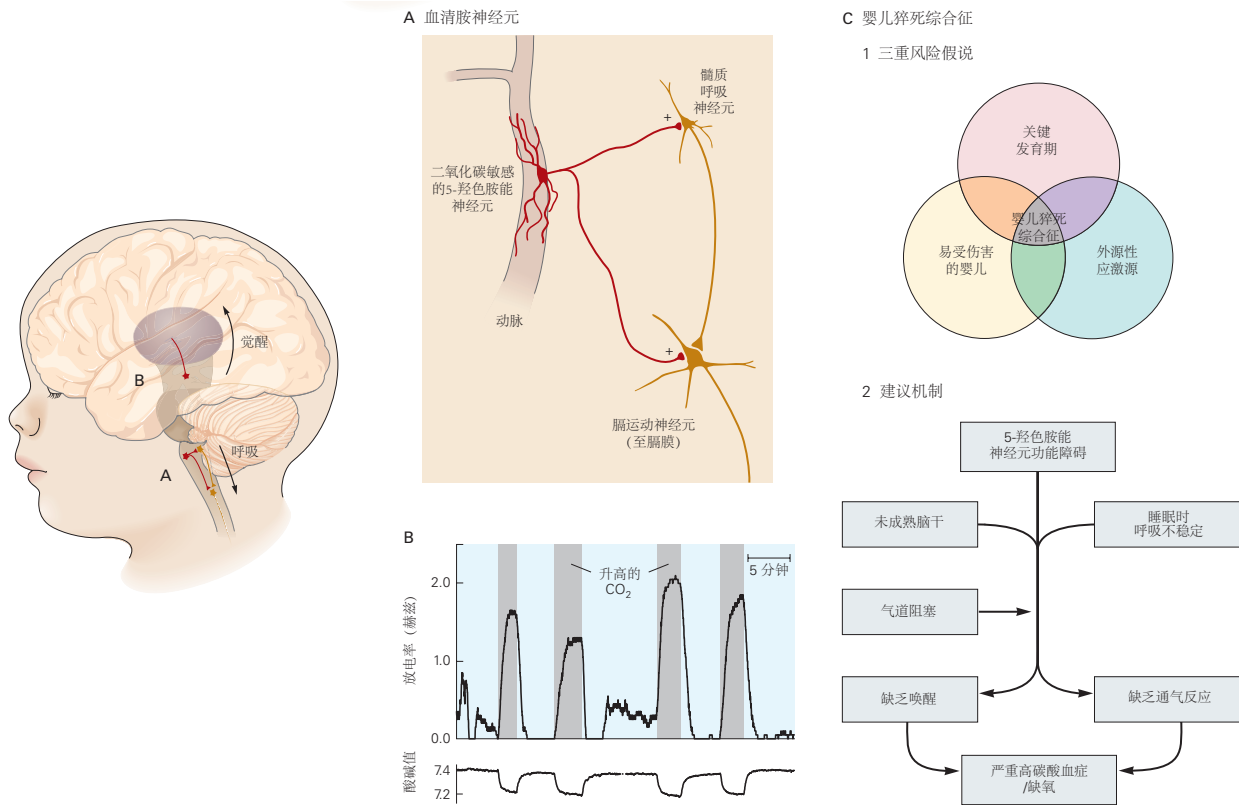 B
觉醒
A
呼吸
A 血清胺神经元
髓质
呼吸
神经元
+
二氧化碳敏感
的5-羟色胺能
神经元
动脉
+
膈运动神经元
(至膈膜)
B
升高的
CO₂
5 分钟
放电率（赫兹）
2.0
1.0
0.0
酸碱值
7.4
7.2
C 婴儿猝死综合征
1 三重风险假说
关键
发育期
婴儿猝死
综合征
易受伤害
的婴儿
外源性
应激源
2 建议机制
5-羟色胺能
神经元功能障碍
未成熟脑干
睡眠时
呼吸不稳定
气道阻塞
缺乏唤醒
缺乏通气反应
严重高碳酸血症
/缺氧